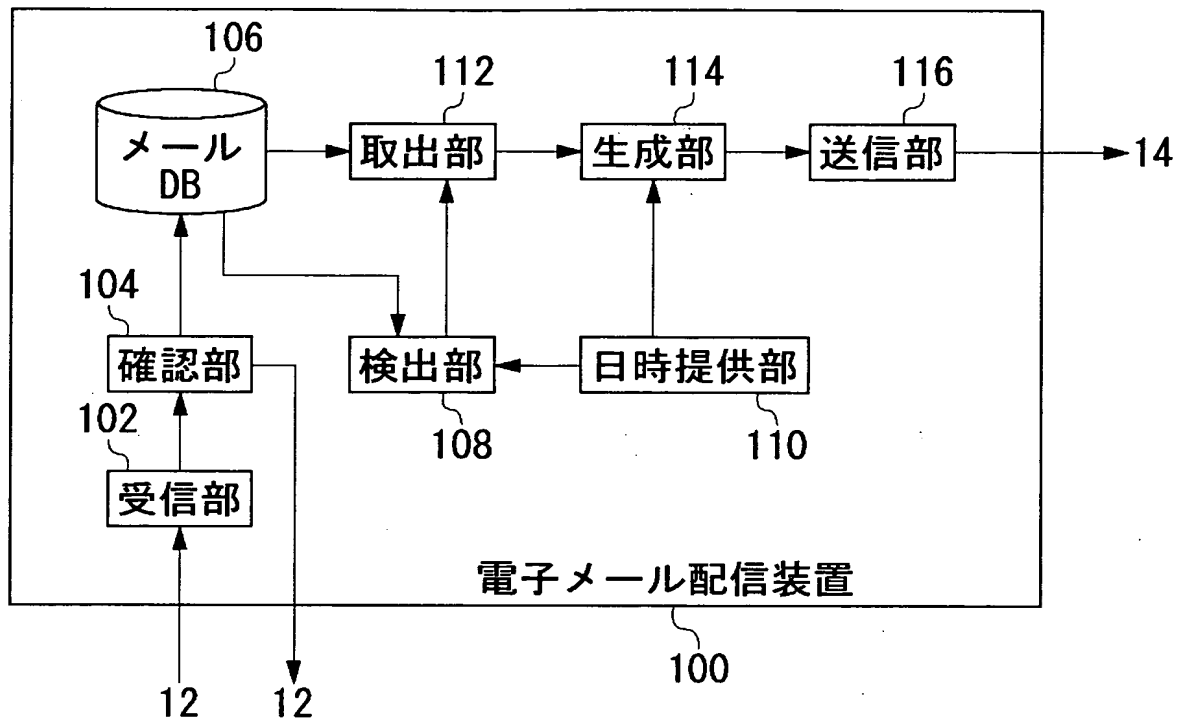 106
メール
DB
112
取出部
114
生成部
116
送信部
14
104
確認部
検出部
108
日時提供部
110
102
受信部
電子メール配信装置
100
12
12